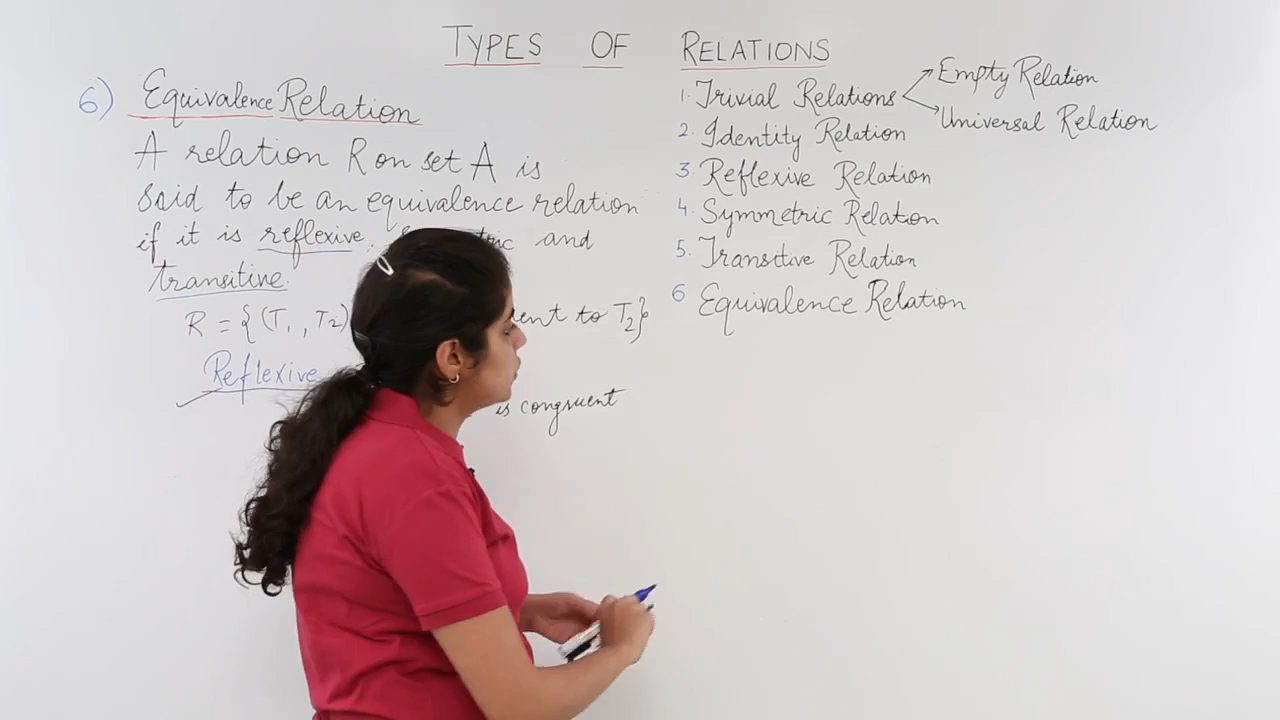 TYPES OF RELATIONS
6) Equivalence Relation
A relation R on set A is
said to be an equivalence relation
if it is reflexive, and
transitive.
R = {(T1, T2) to T2}
Reflexive
is congruent
1. Trivial Relations
Empty Relation
Universal Relation
2. Identity Relation
3. Reflexive Relation
4. Symmetric Relation
5. Transitive Relation
6 Equivalence Relation